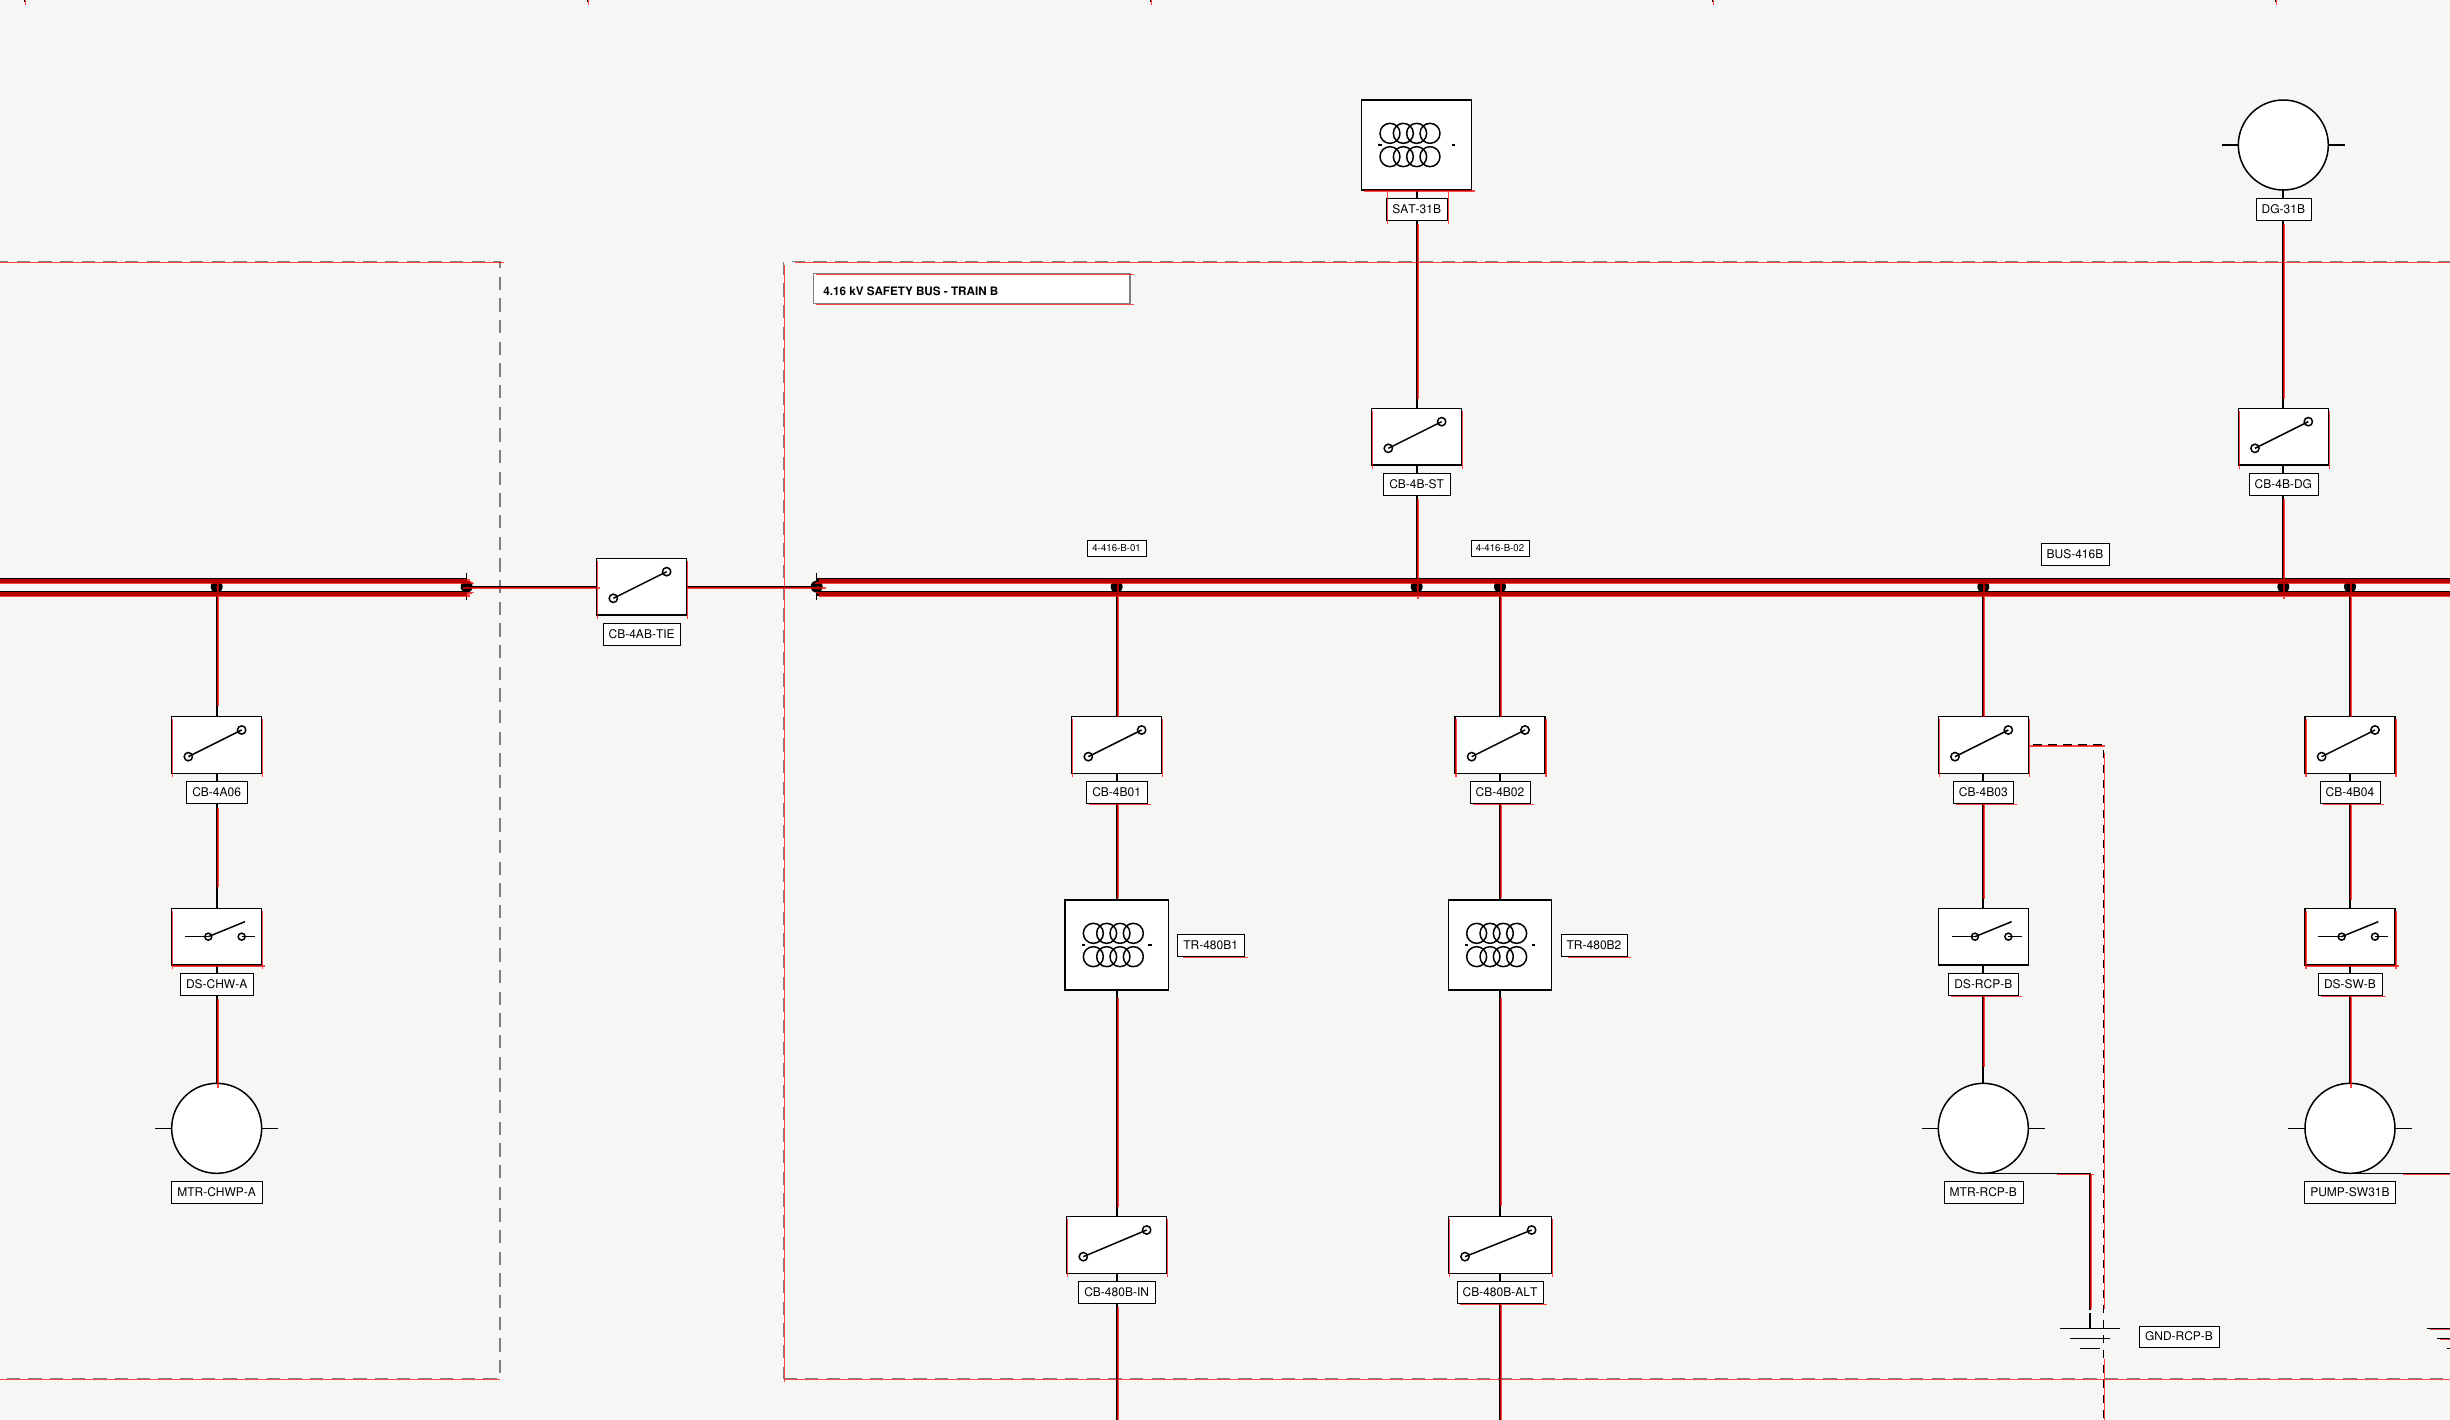 SAT-31B
DG-31B
4.16 kV SAFETY BUS - TRAIN B
CB-4B-ST
CB-4B-DG
4-416-B-01
4-416-B-02
BUS-416B
CB-4AB-TIE
CB-4A06
CB-4B01
CB-4B02
CB-4B03
CB-4B04
TR-480B1
TR-480B2
DS-CHW-A
DS-RCP-B
DS-SW-B
MTR-CHWP-A
MTR-RCP-B
PUMP-SW31B
CB-480B-IN
CB-480B-ALT
GND-RCP-B